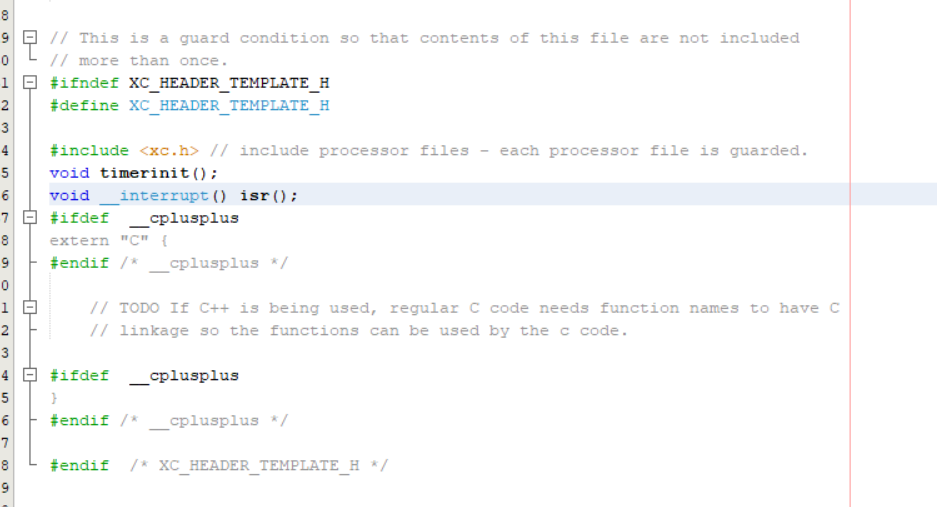 8
9 // This is a guard condition so that contents of this file are not included
0 // more than once.
1 #ifndef XC_HEADER_TEMPLATE_H
2 #define XC_HEADER_TEMPLATE_H
3
4 #include <xc.h> // include processor files - each processor file is guarded.
5 void timerinit();
6 void __interrupt() isr();
7 #ifdef __cplusplus
8 extern "C" {
9 #endif /* __cplusplus */
0
1 // TODO If C++ is being used, regular C code needs function names to have C
2 // linkage so the functions can be used by the c code.
3
4 #ifdef __cplusplus
5 }
6 #endif /* __cplusplus */
7
8 #endif /* XC_HEADER_TEMPLATE_H */
9